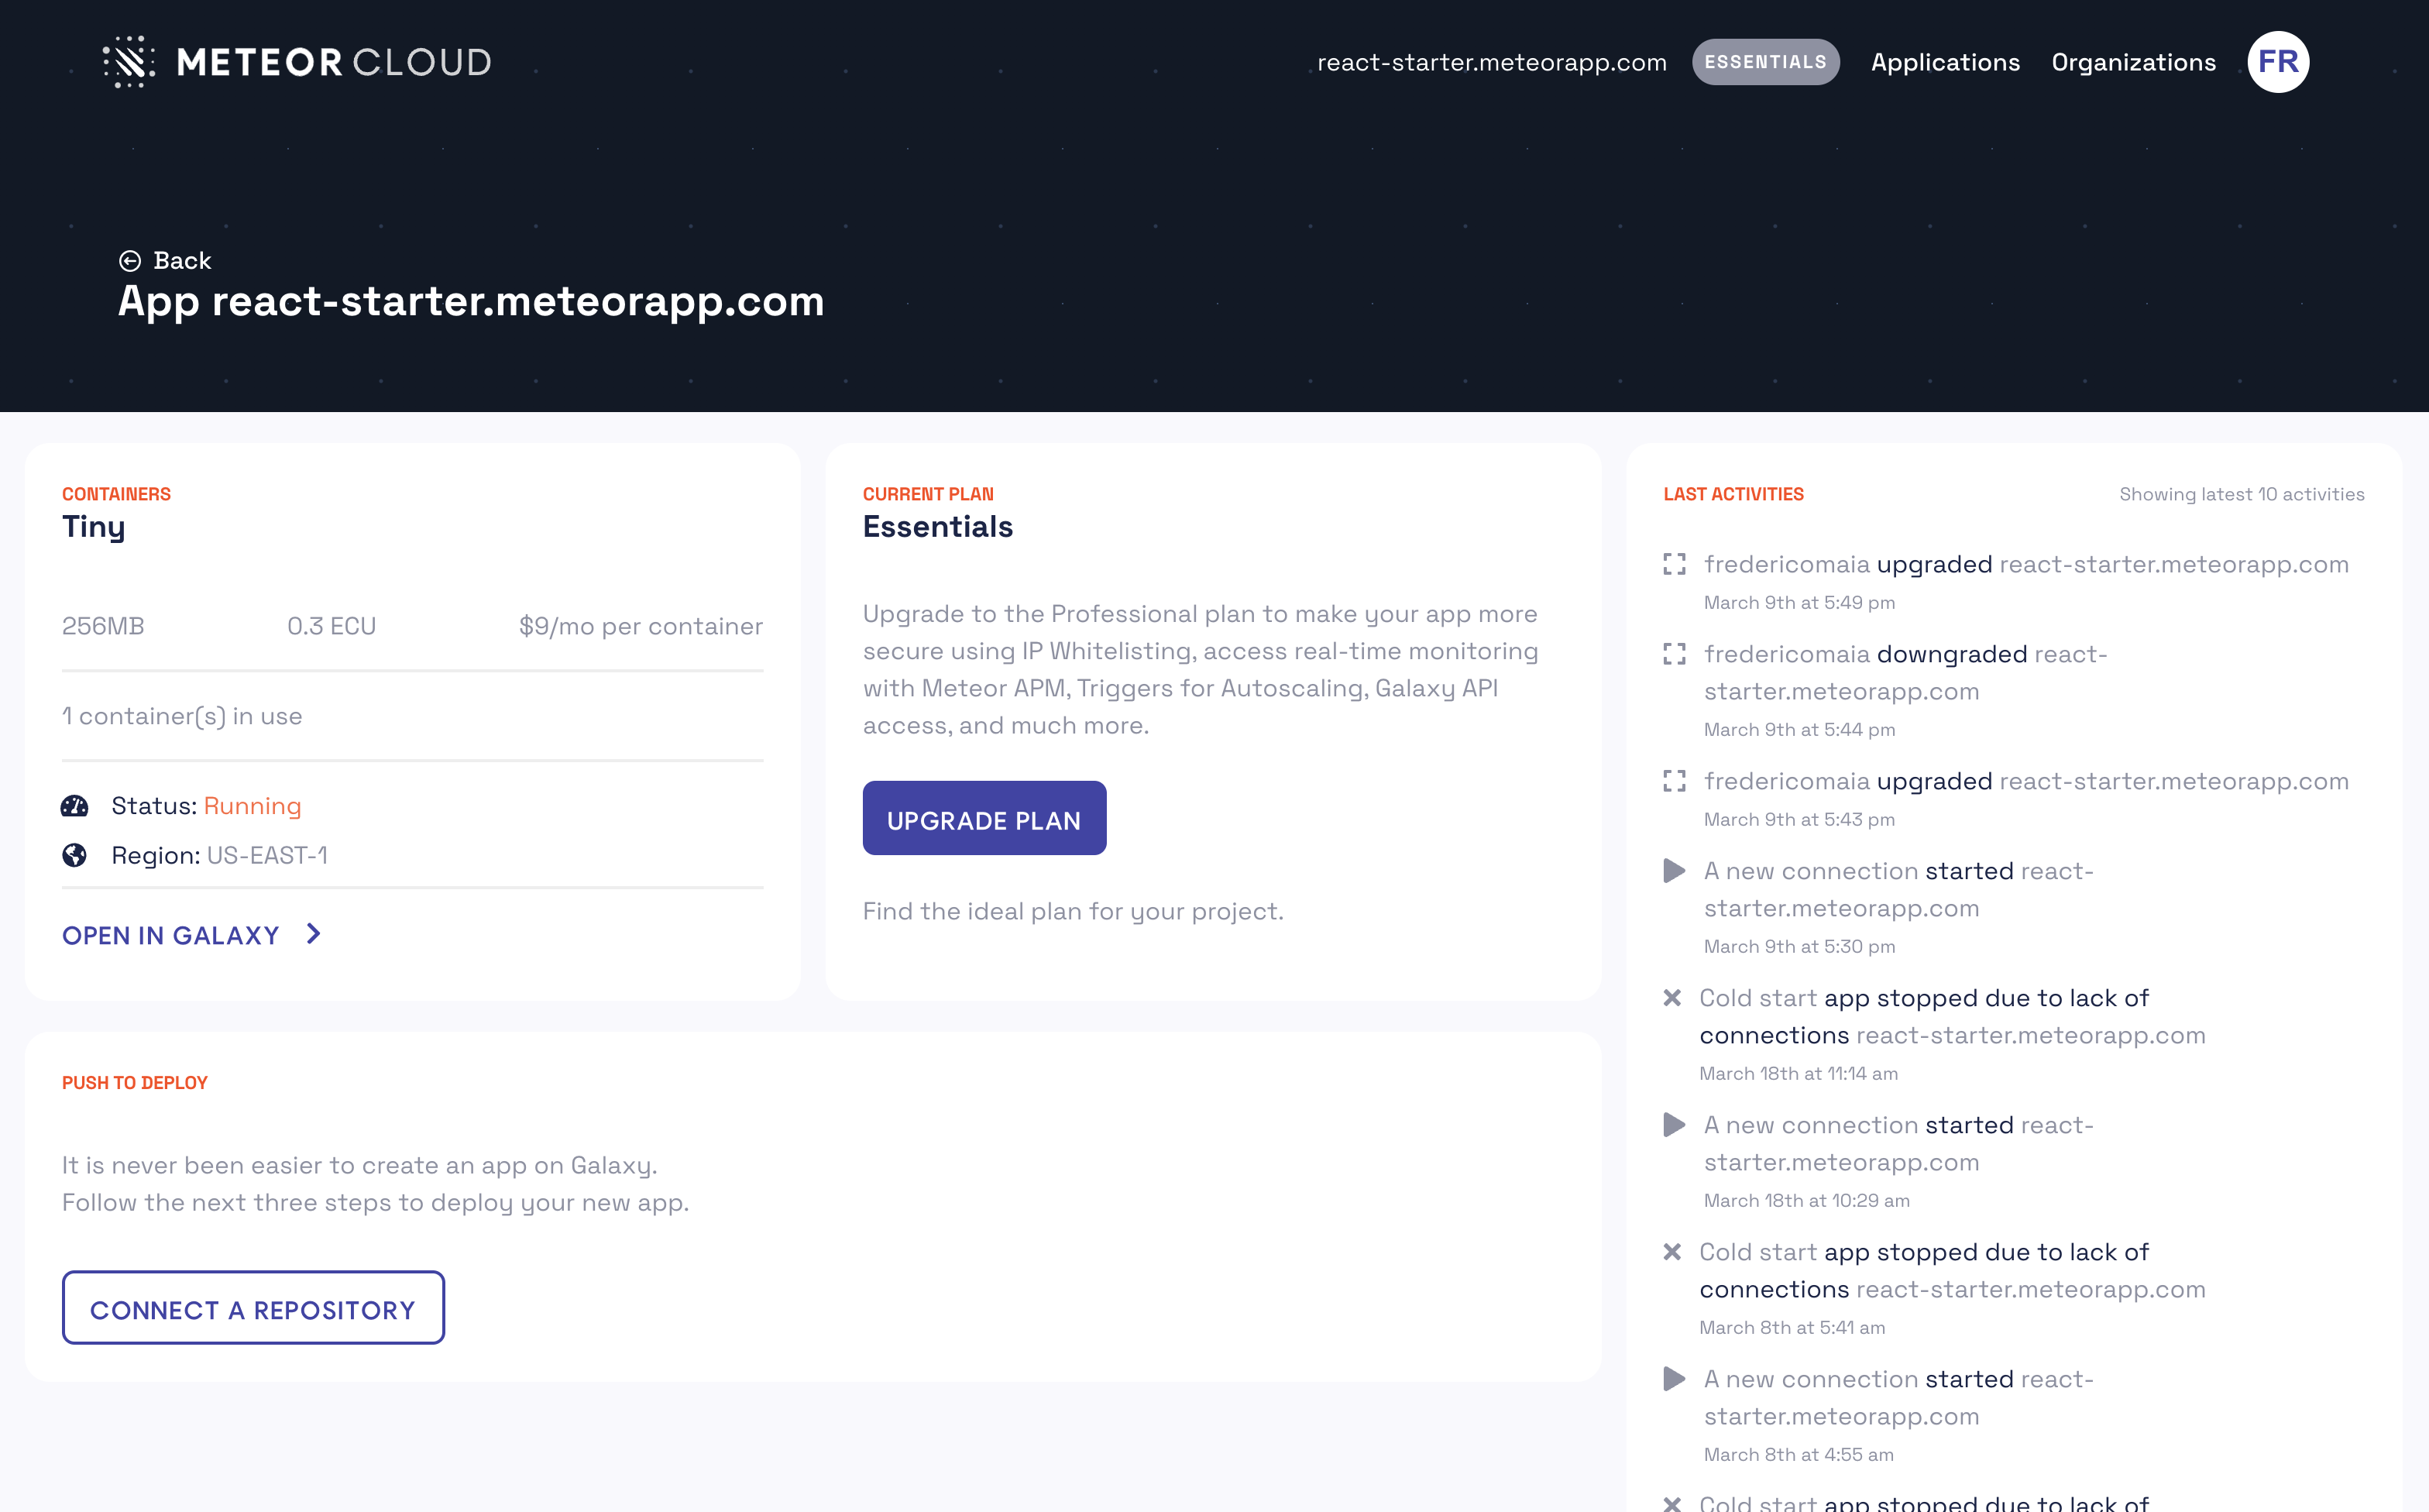 METEOR CLOUD
react-starter.meteorapp.com ESSENTIALS Applications Organizations FR
Back
App react-starter.meteorapp.com
CONTAINERS
Tiny
256MB 0.3 ECU $9/mo per container
1 container(s) in use
Status: Running
Region: US-EAST-1
OPEN IN GALAXY
CURRENT PLAN
Essentials
Upgrade to the Professional plan to make your app more
secure using IP Whitelisting, access real-time monitoring
with Meteor APM, Triggers for Autoscaling, Galaxy API
access, and much more.
UPGRADE PLAN
Find the ideal plan for your project.
PUSH TO DEPLOY
It is never been easier to create an app on Galaxy.
Follow the next three steps to deploy your new app.
CONNECT A REPOSITORY
LAST ACTIVITIES Showing latest 10 activities
fredericomaia upgraded react-starter.meteorapp.com
March 9th at 5:49 pm
fredericomaia downgraded react-
starter.meteorapp.com
March 9th at 5:44 pm
fredericomaia upgraded react-starter.meteorapp.com
March 9th at 5:43 pm
A new connection started react-
starter.meteorapp.com
March 9th at 5:30 pm
Cold start app stopped due to lack of
connections react-starter.meteorapp.com
March 18th at 11:14 am
A new connection started react-
starter.meteorapp.com
March 18th at 10:29 am
Cold start app stopped due to lack of
connections react-starter.meteorapp.com
March 8th at 5:41 am
A new connection started react-
starter.meteorapp.com
March 8th at 4:55 am
Cold start app stopped due to lack of